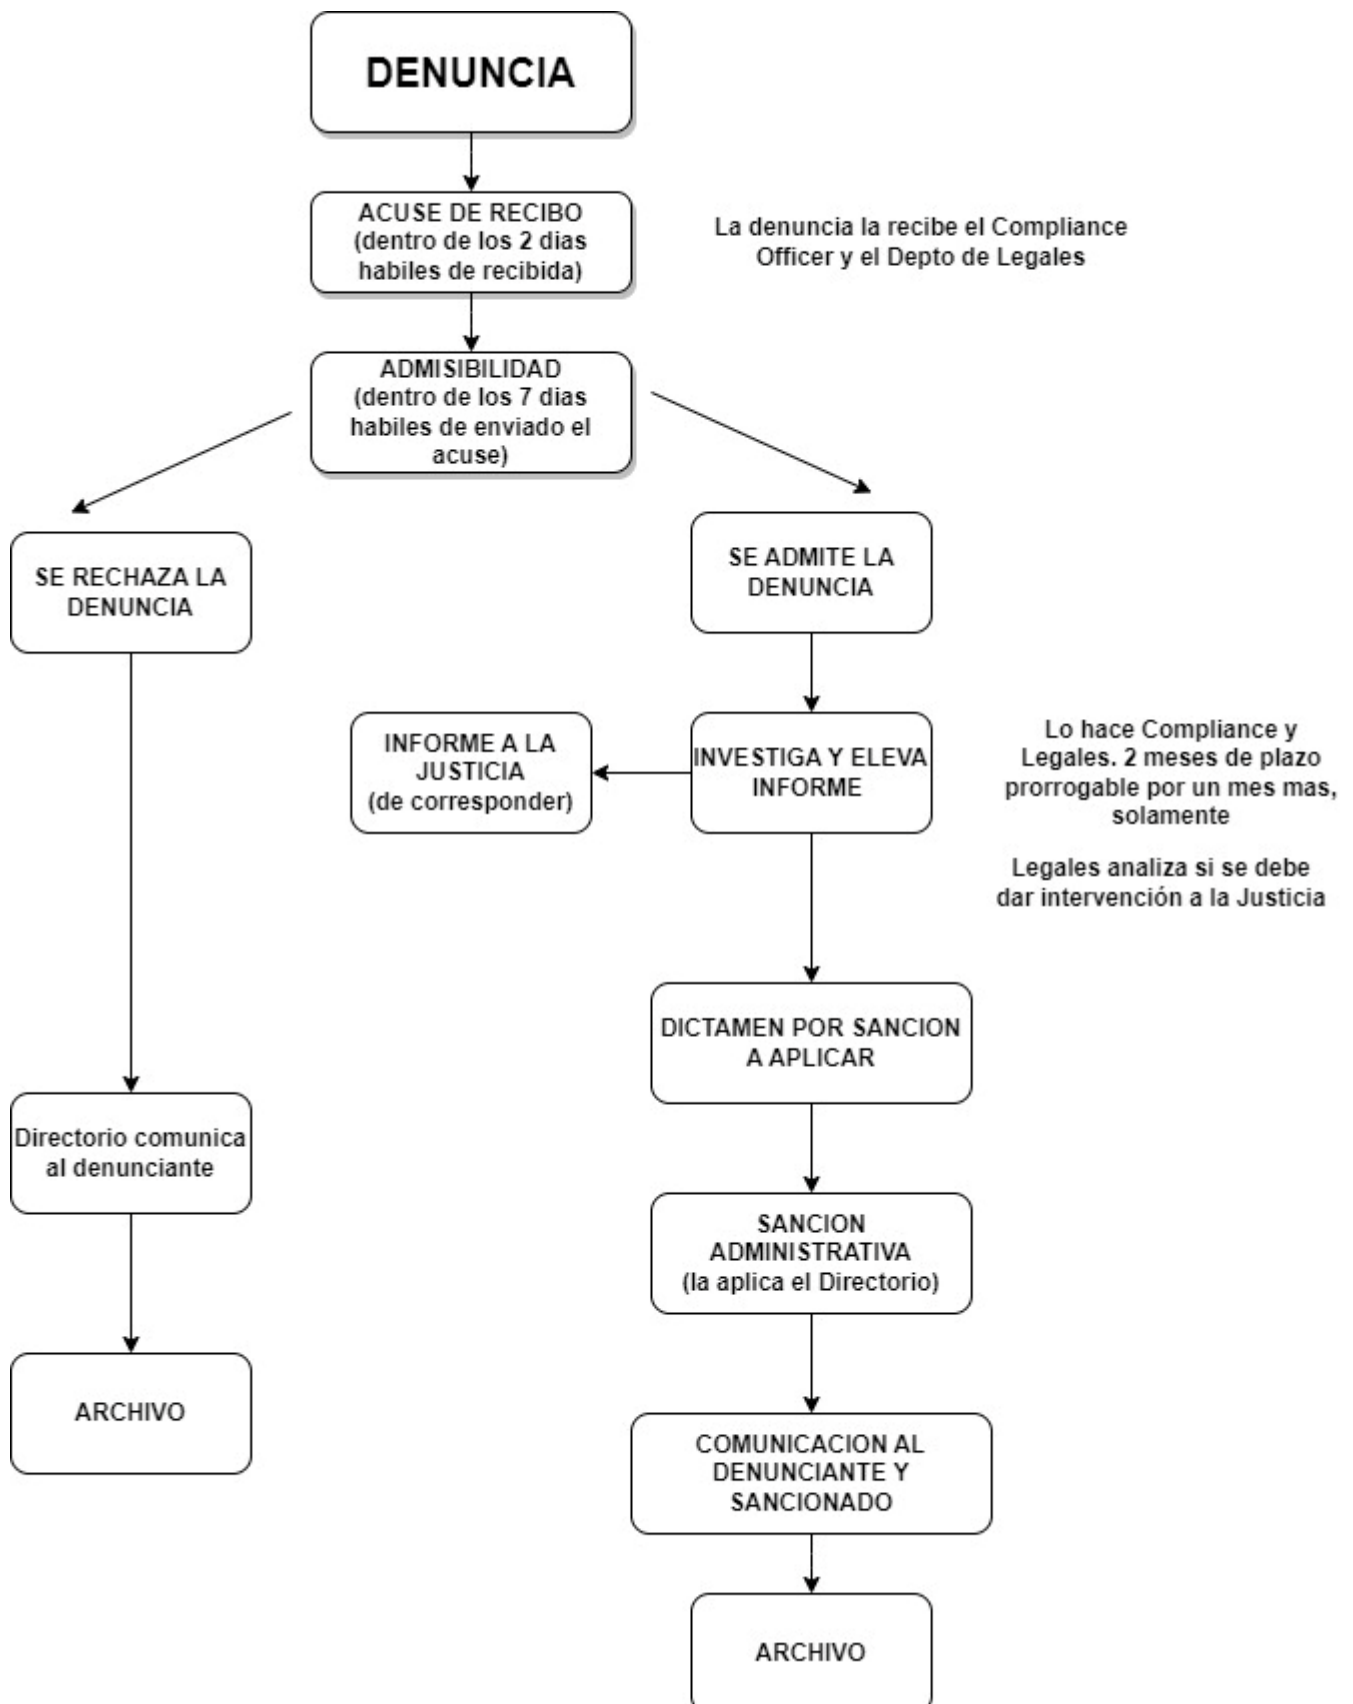 DENUNCIA
ACUSE DE RECIBO
(dentro de los 2 dias
habiles de recibida)
La denuncia la recibe el Compliance
Officer y el Depto de Legales
ADMISIBILIDAD
(dentro de los 7 dias
habiles de enviado el
acuse)
SE RECHAZA LA
DENUNCIA
SE ADMITE LA
DENUNCIA
INFORME A LA
JUSTICIA
(de corresponder)
INVESTIGA Y ELEVA
INFORME
Lo hace Compliance y
Legales. 2 meses de plazo
prorrogable por un mes mas,
solamente
Legales analiza si se debe
dar intervención a la Justicia
DICTAMEN POR SANCION
A APLICAR
Directorio comunica
al denunciante
SANCION
ADMINISTRATIVA
(la aplica el Directorio)
ARCHIVO
COMUNICACION AL
DENUNCIANTE Y
SANCIONADO
ARCHIVO